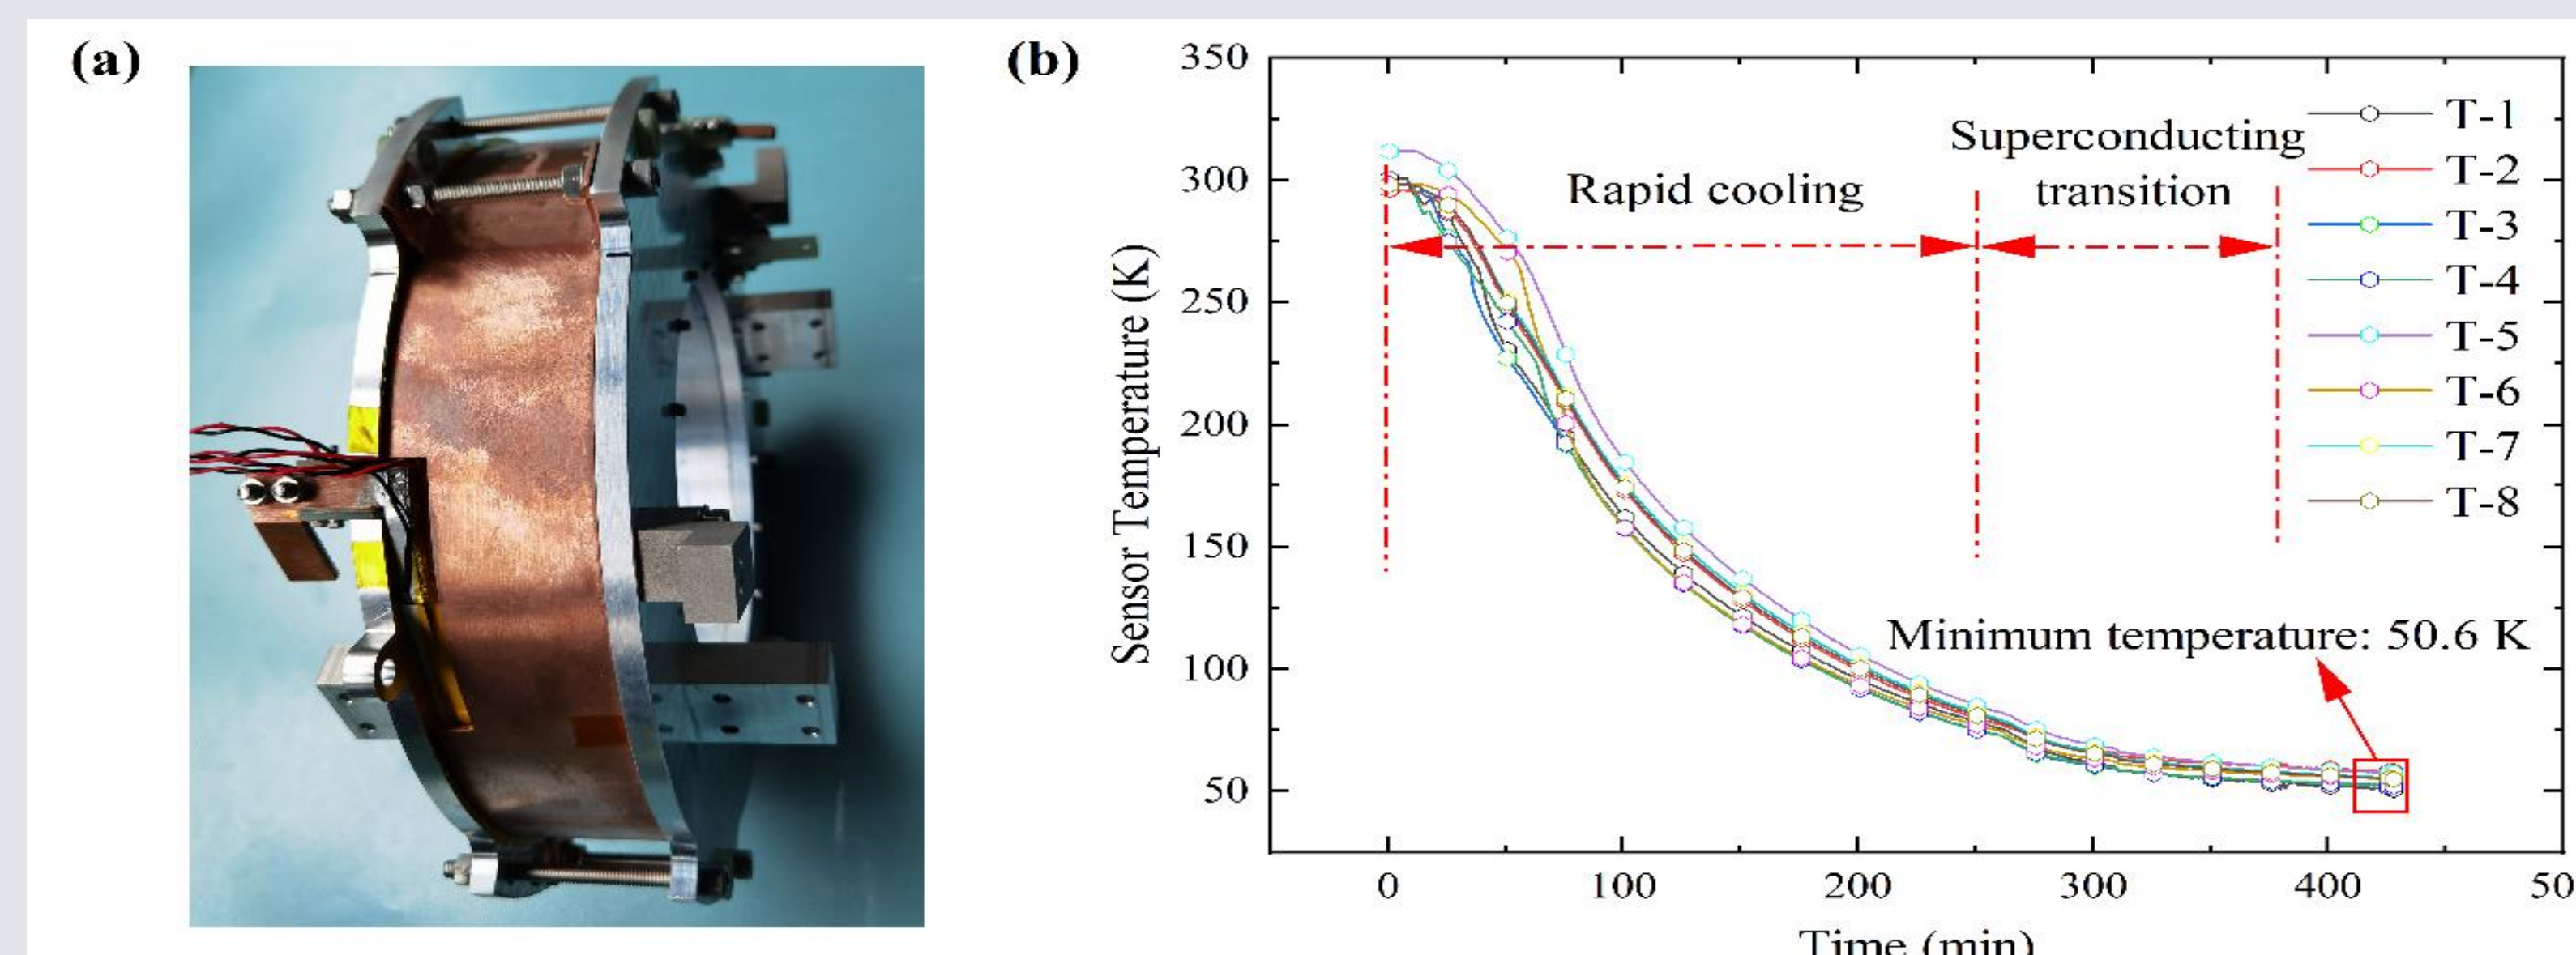 (a)
(b)
350
300
250
200
150
100
50
Sensor Temperature (K)
Rapid cooling
Superconducting
transition
T-1
T-2
T-3
T-4
T-5
T-6
T-7
T-8
Minimum temperature: 50.6 K
0
100
200
300
400
50
Time (min)